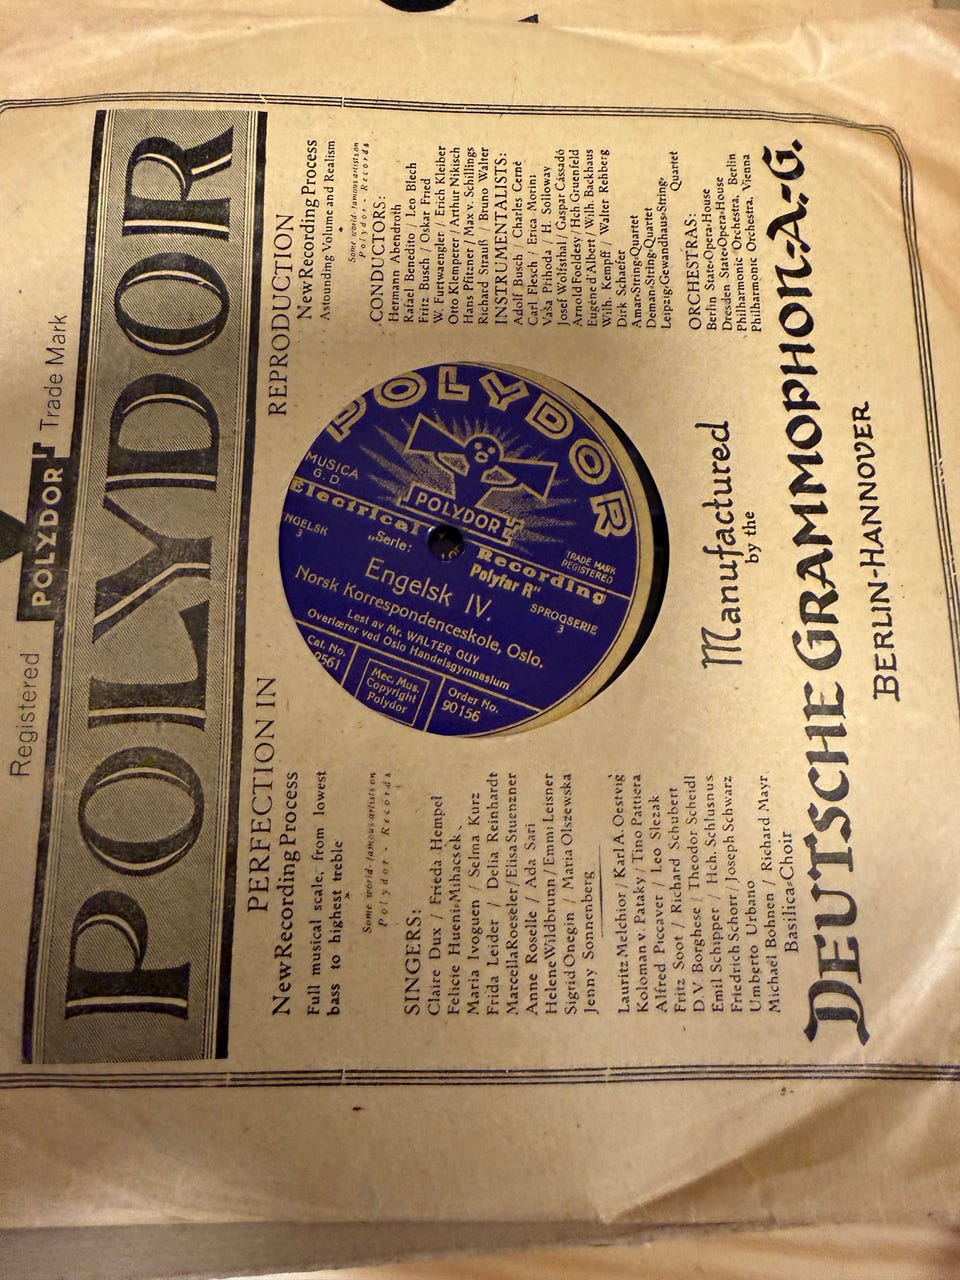 Registered POLYDOR Trade Mark
POLYDOR
PERFECTION IN REPRODUCTION
New Recording Process
Full musical scale, from lowest
bass to highest treble
Some world-famous artists on
Polydor - Records
SINGERS:
Claire Dux / Frieda Hempel
Felicie Hueni-Mihacsek
Maria Ivoguen / Selma Kurz
Frida Leider / Delia Reinhardt
Marcella Roeseler / Elisa Stuenzner
Anne Roselle / Ada Sari
Helene Wildbrunn / Emmi Leisner
Sigrid Onegin / Maria Olszewska
Jenny Sonnenberg
Lauritz Melchior / Karl A. Oestvig
Koloman v. Pataky / Tino Pattiera
Alfred Piccaver / Leo Slezak
Fritz Soot / Richard Schubert
D. V. Borghese / Theodor Scheidl
Emil Schipper / Hch. Schlusnus
Friedrich Schorr / Joseph Schwarz
Umberto Urbano
Michael Bohnen / Richard Mayr
Basilica-Choir
New Recording Process
Astounding Volume and Realism
Some world-famous artists on
Polydor - Records
CONDUCTORS:
Hermann Abendroth
Rafael Benedito / Leo Blech
Fritz Busch / Oskar Fried
W. Furtwaengler / Erich Kleiber
Otto Klemperer / Arthur Nikisch
Hans Pfitzner / Max v. Schillings
Richard Strauß / Bruno Walter
INSTRUMENTALISTS:
Adolf Busch / Charles Cerné
Carl Flesch / Erica Morini
Váša Příhoda / H. Solloway
Josef Wolfsthal / Gaspar Cássadó
Arnold Foeldesy / Hch Gruenfeld
Eugene d'Albert / Wilh. Backhaus
Wilh. Kempff / Walter Rehberg
Dirk Schaefer
Amar-String-Quartet
Deman-String-Quartet
Leipzig-Gewandhaus-String-
Quartet
ORCHESTRAS:
Berlin State-Opera-House
Dresden State-Opera-House
Philharmonic Orchestra, Berlin
Philharmonic Orchestra, Vienna
POLYDOR
MUSICA
G. D.
POLYDOR
TRADE MARK
REGISTERED
Electrical Recording
ENGELSK
3
„Serie: Polyfar R"
SPROGSERIE
3
Engelsk IV.
Norsk Korrespondenceskole, Oslo.
Lest av Mr. WALTER GUY
Overlærer ved Oslo Handelsgymnasium
Cat. No.
2561
Mec. Mus.
Copyright
Polydor
Order No.
90156
Manufactured
by the
DEUTSCHE GRAMMOPHON-A.-G.
BERLIN-HANNOVER